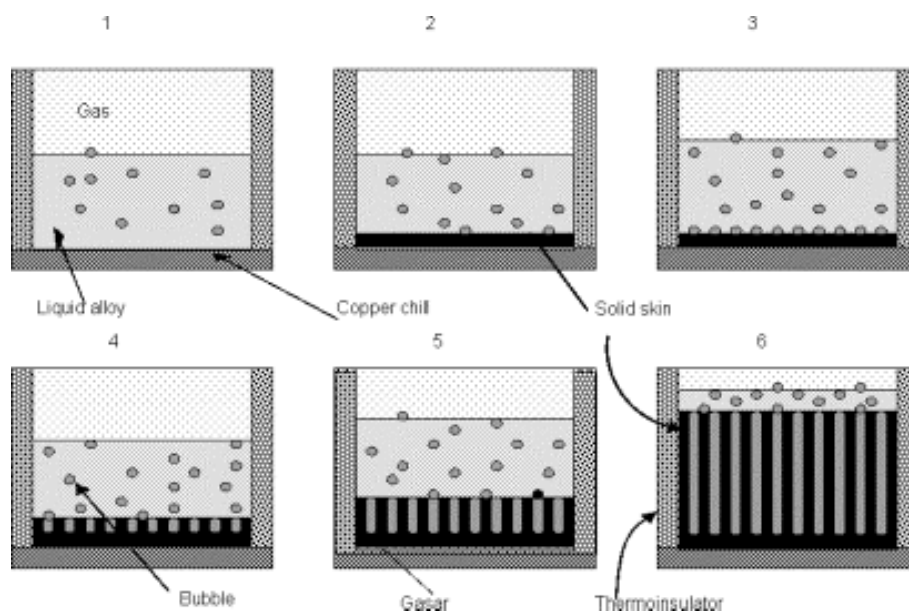 1
2
3
Gas
Liquid alloy
Copper chill
Solid skin
4
5
6
Bubble
Gasar
Thermoinsulator